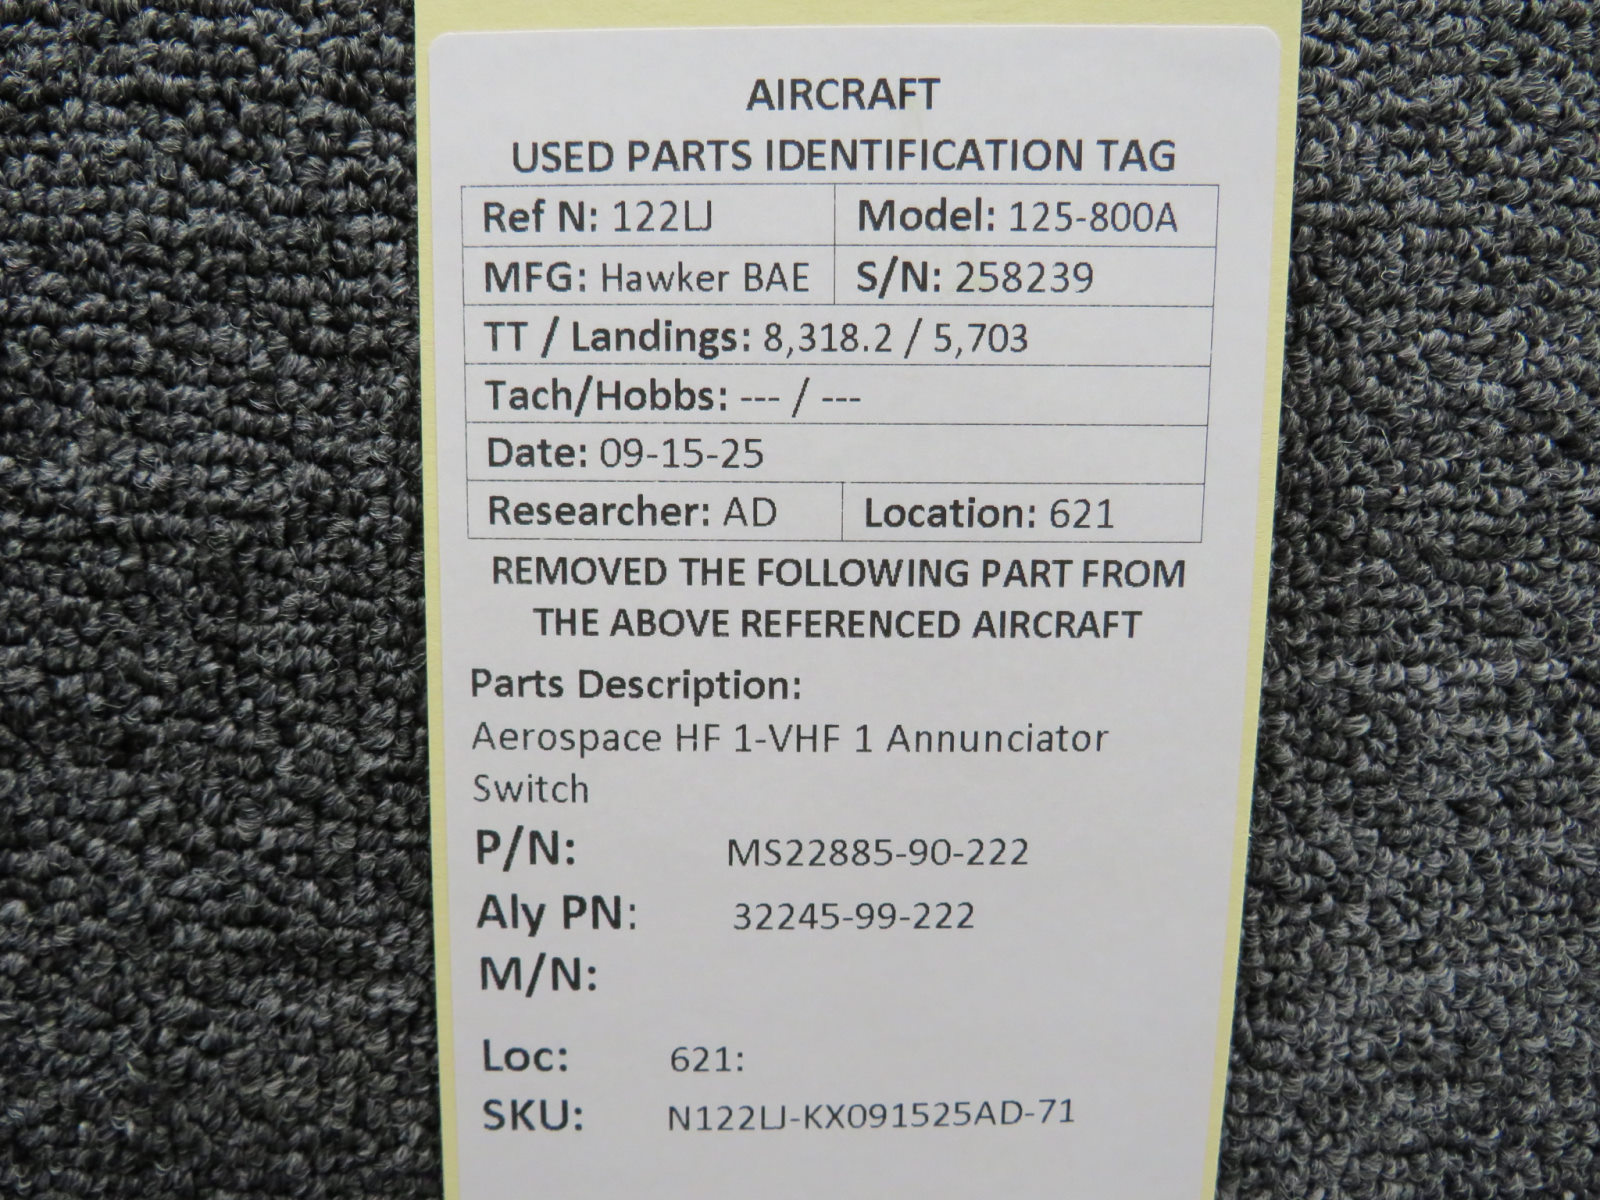 AIRCRAFT
USED PARTS IDENTIFICATION TAG
Ref N: 122LJ Model: 125-800A
MFG: Hawker BAE S/N: 258239
TT / Landings: 8,318.2 / 5,703
Tach/Hobbs: --- / ---
Date: 09-15-25
Researcher: AD Location: 621
REMOVED THE FOLLOWING PART FROM
THE ABOVE REFERENCED AIRCRAFT
Parts Description:
Aerospace HF 1-VHF 1 Annunciator
Switch
P/N: MS22885-90-222
Aly PN: 32245-99-222
M/N:
Loc: 621:
SKU: N122LJ-KX091525AD-71